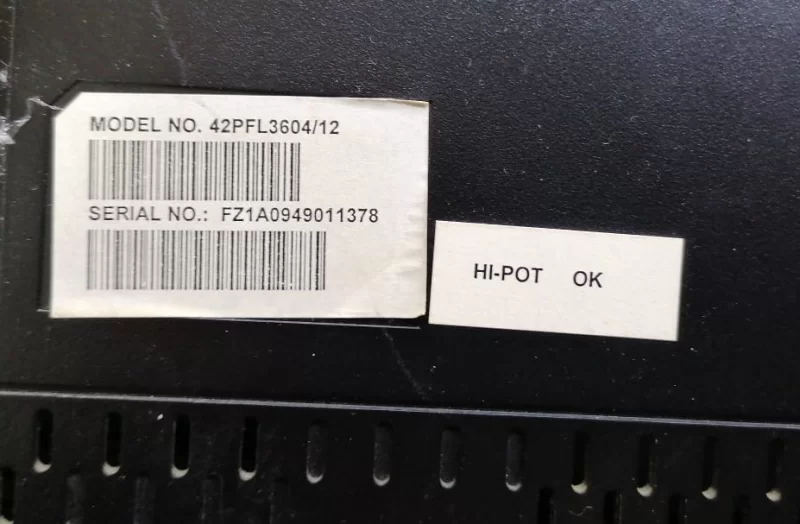 MODEL NO. 42PFL3604/12
SERIAL NO.: FZ1A0949011378
HI-POT OK